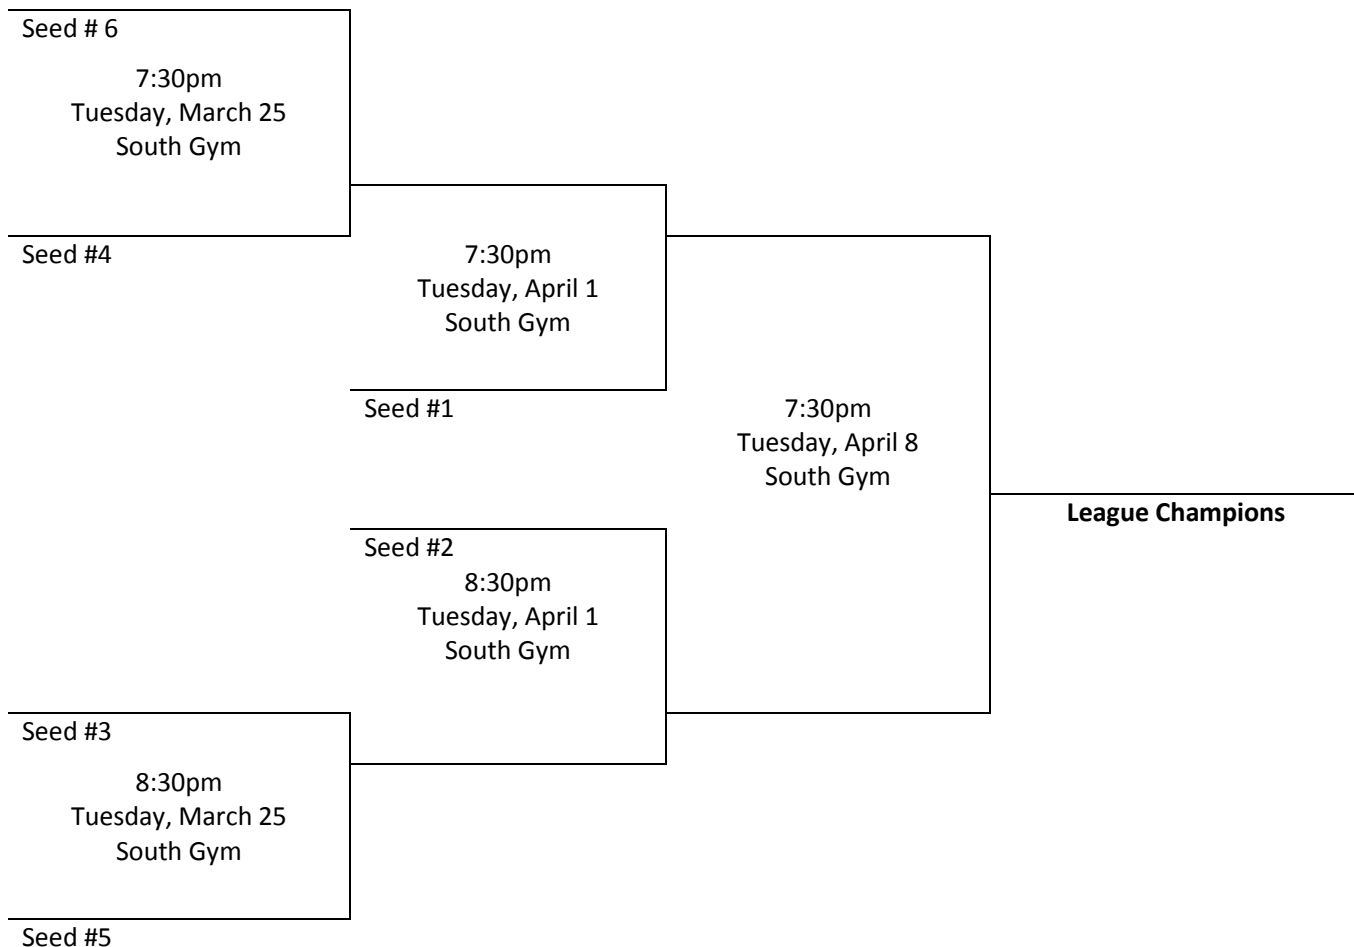 Seed # 6
7:30pm
Tuesday, March 25
South Gym
Seed #4
7:30pm
Tuesday, April 1
South Gym
Seed #1
7:30pm
Tuesday, April 8
South Gym
League Champions
Seed #2
8:30pm
Tuesday, April 1
South Gym
Seed #3
8:30pm
Tuesday, March 25
South Gym
Seed #5